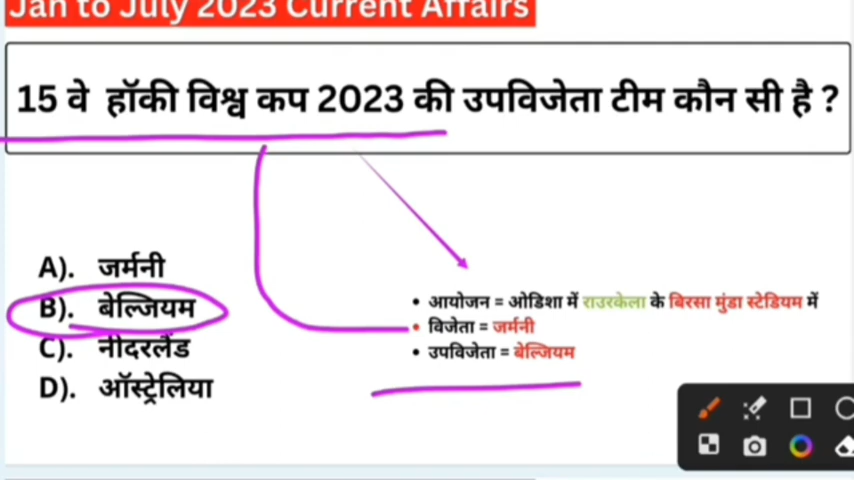 Jan to July 2023 Current Affairs
15 वे हॉकी विश्व कप 2023 की उपविजेता टीम कौन सी है ?
A). जर्मनी
B). बेल्जियम
C). नीदरलैंड
D). ऑस्ट्रेलिया
• आयोजन = ओडिशा में राउरकेला के बिरसा मुंडा स्टेडियम में
• विजेता = जर्मनी
• उपविजेता = बेल्जियम